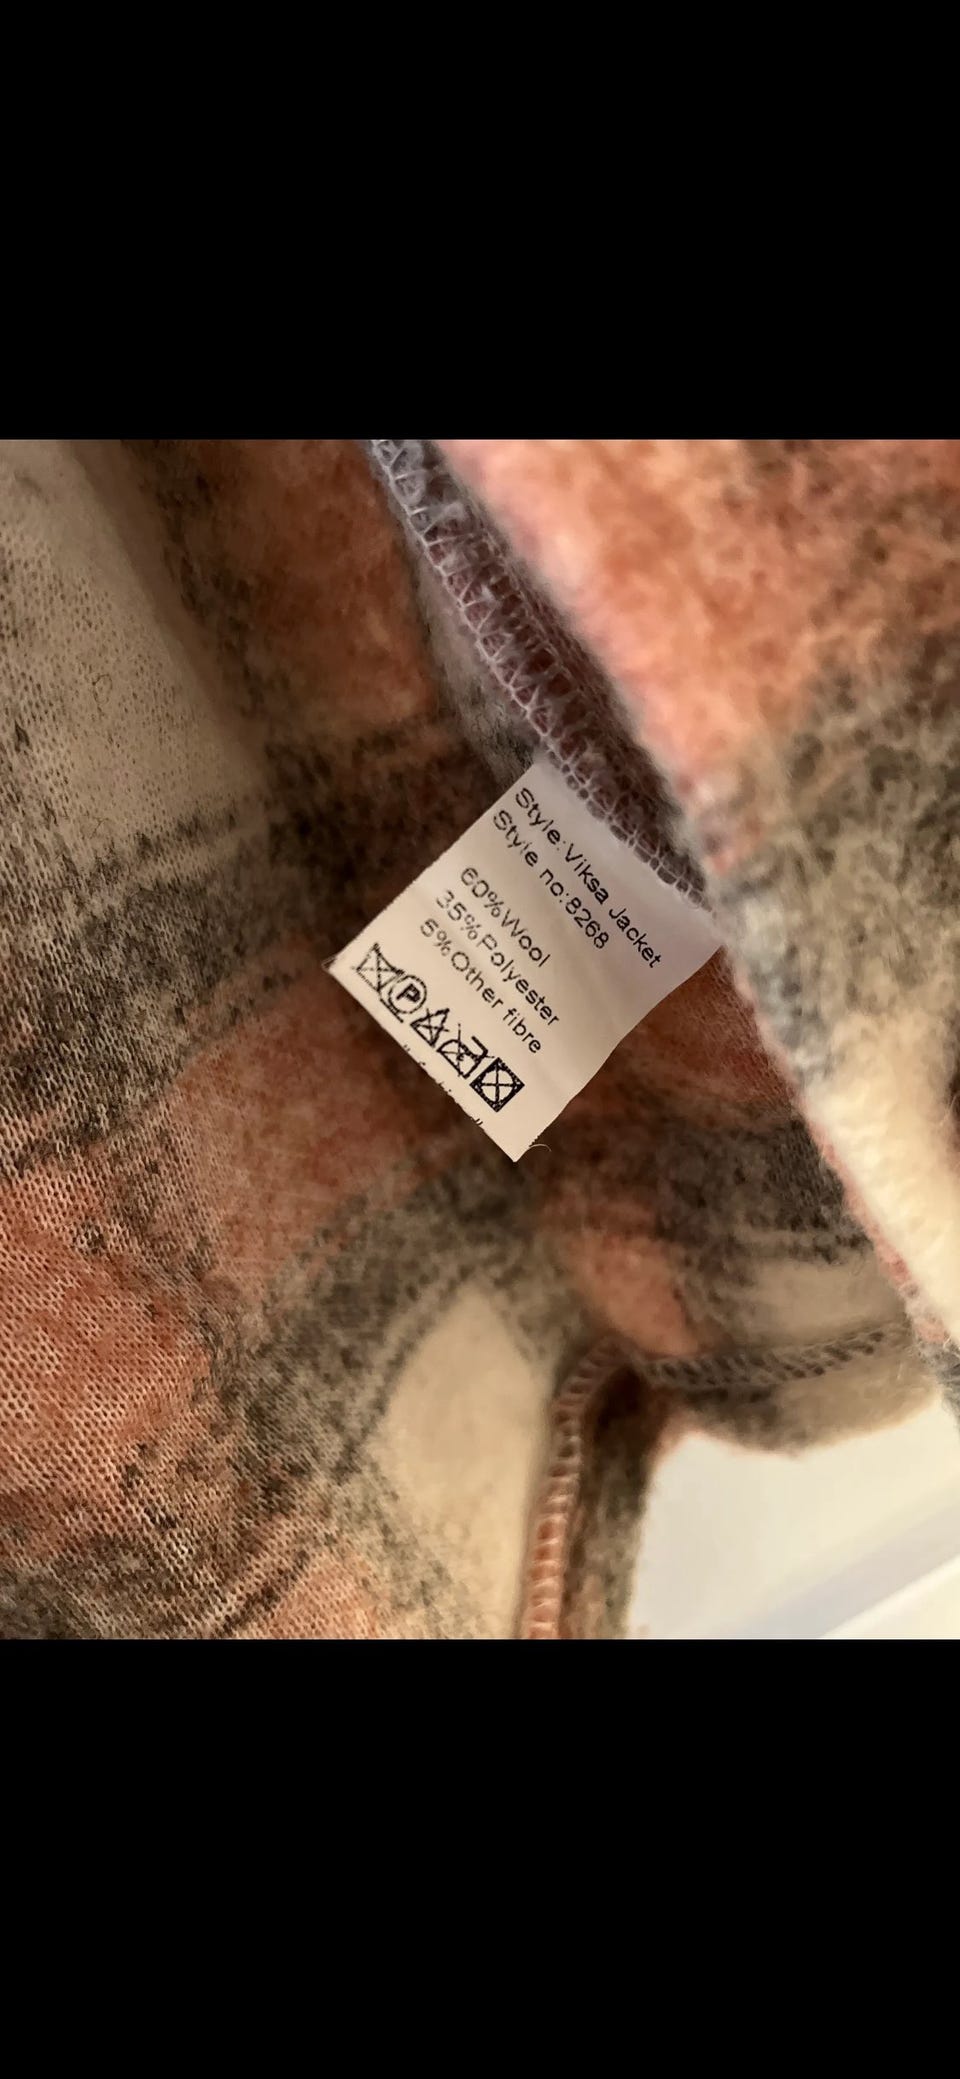 Style:Viksa Jacket
Style no:8268
60%Wool
35%Polyester
5%Other fibre
P